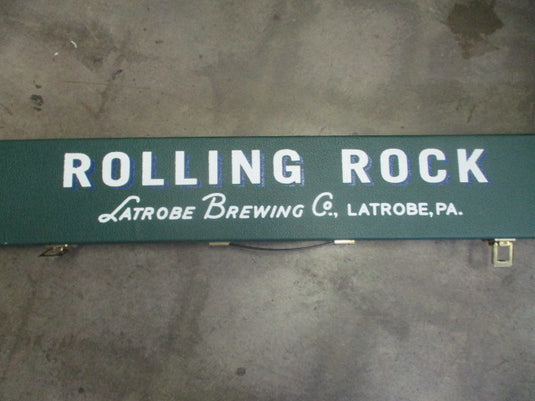 ROLLING ROCK
LATROBE BREWING CO., LATROBE, PA.